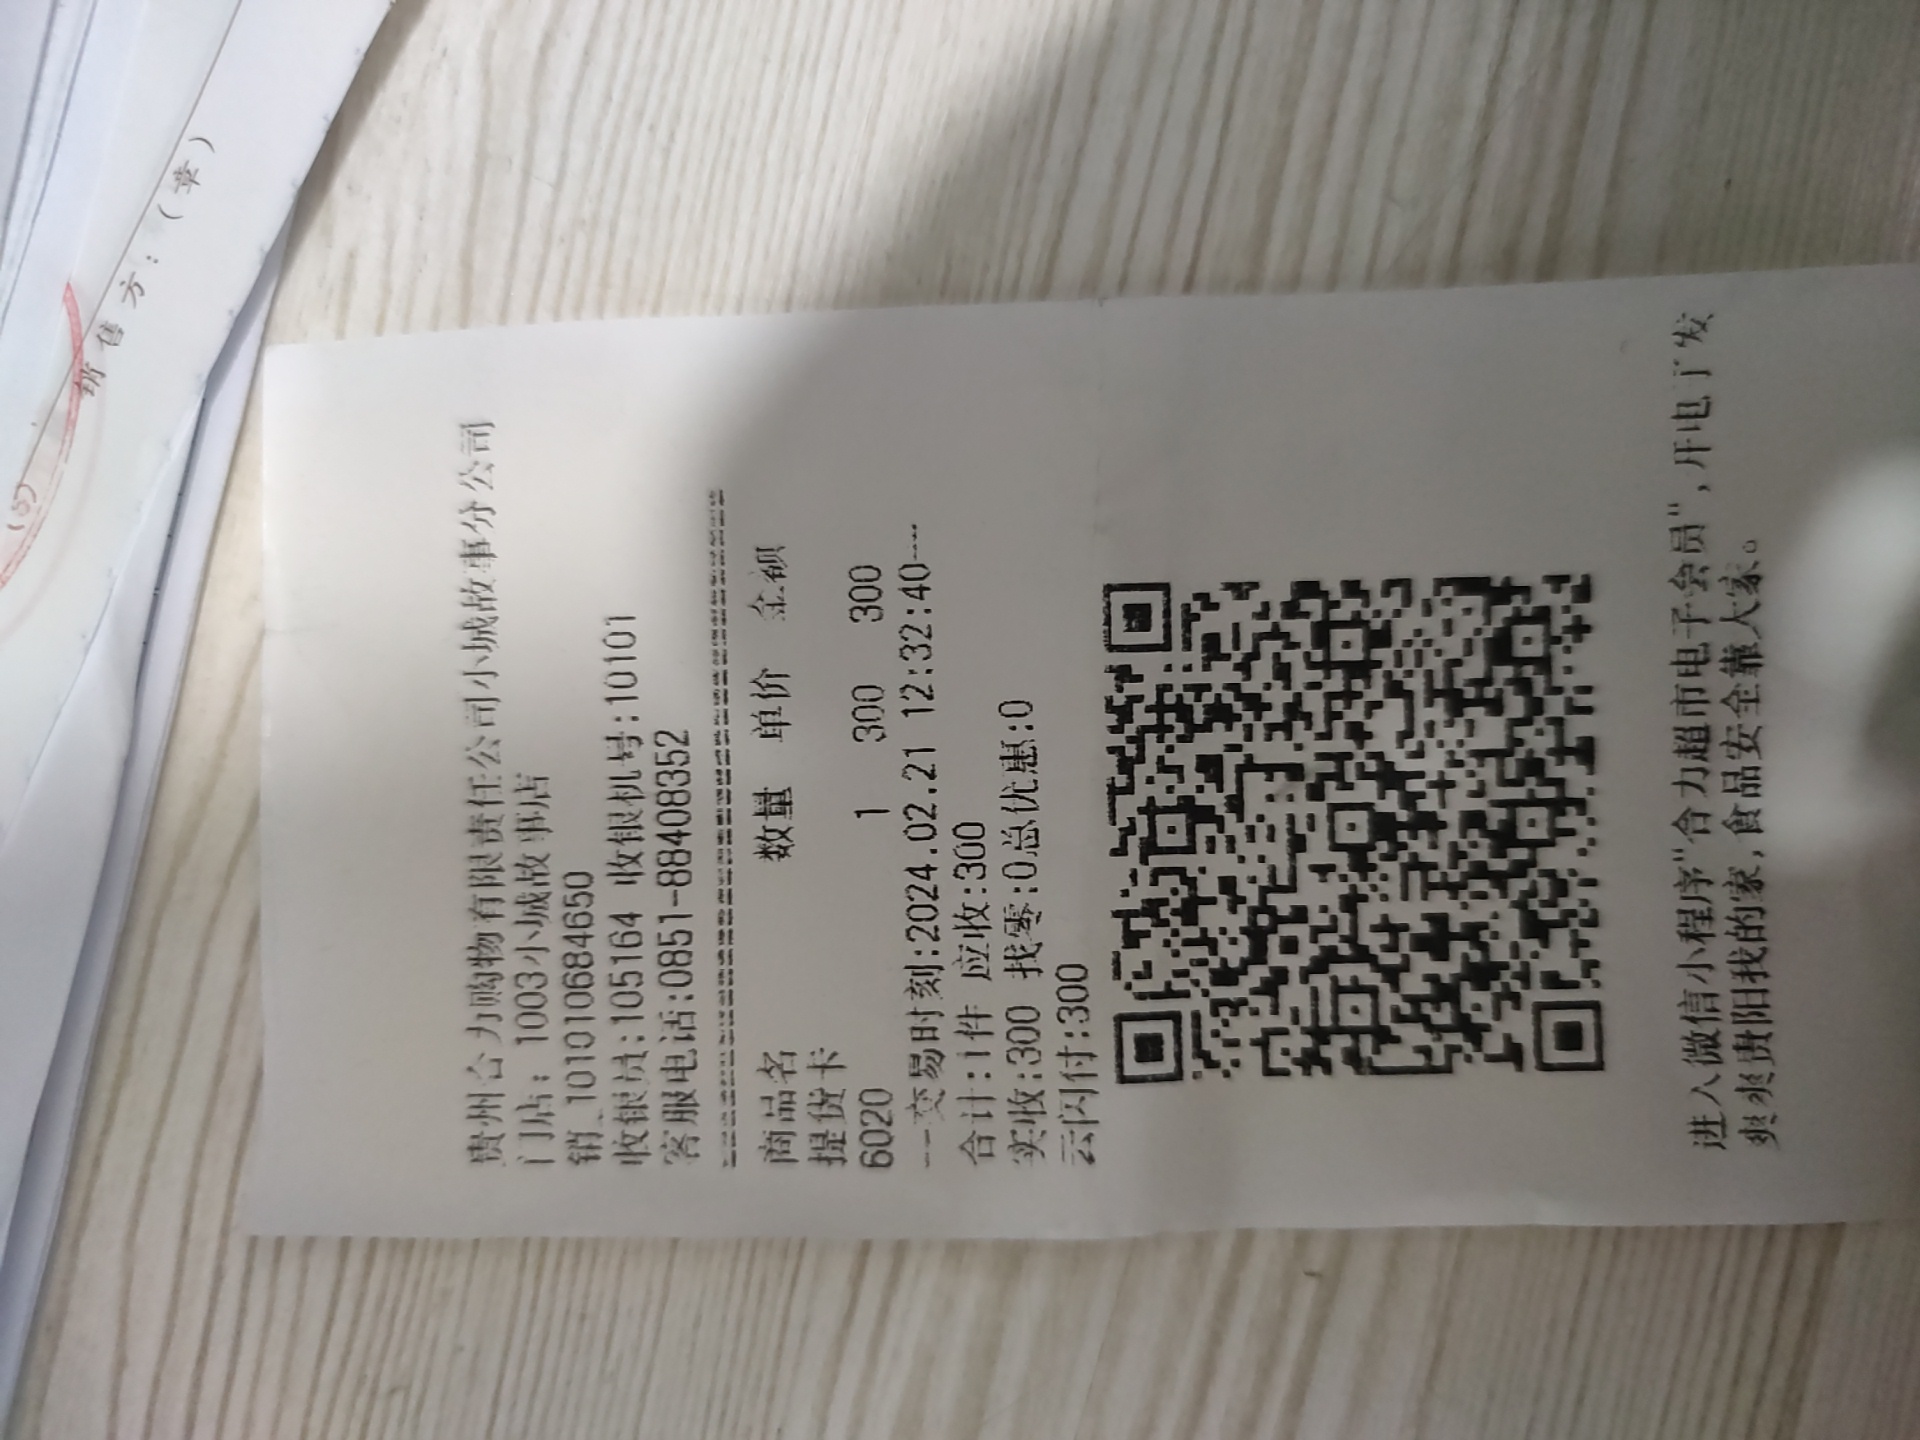 贵州合力购物有限责任公司小城故事分公司
门店: 1003小城故事店
销_10101068465​0
收银员:105164 收银机号:10101
客服电话:0851-88408352
商品名 数量 单价 金额
提货卡
6020 1 300 300
---交易时刻:2024.02.21 12:32:40---
合计:1件 应收:300
实收:300 找零:0总优惠:0
云闪付:300
进入微信小程序"合力超市电子会员",开电子发
爽爽贵阳我的家,食品安全靠大家。
销售方:(章)